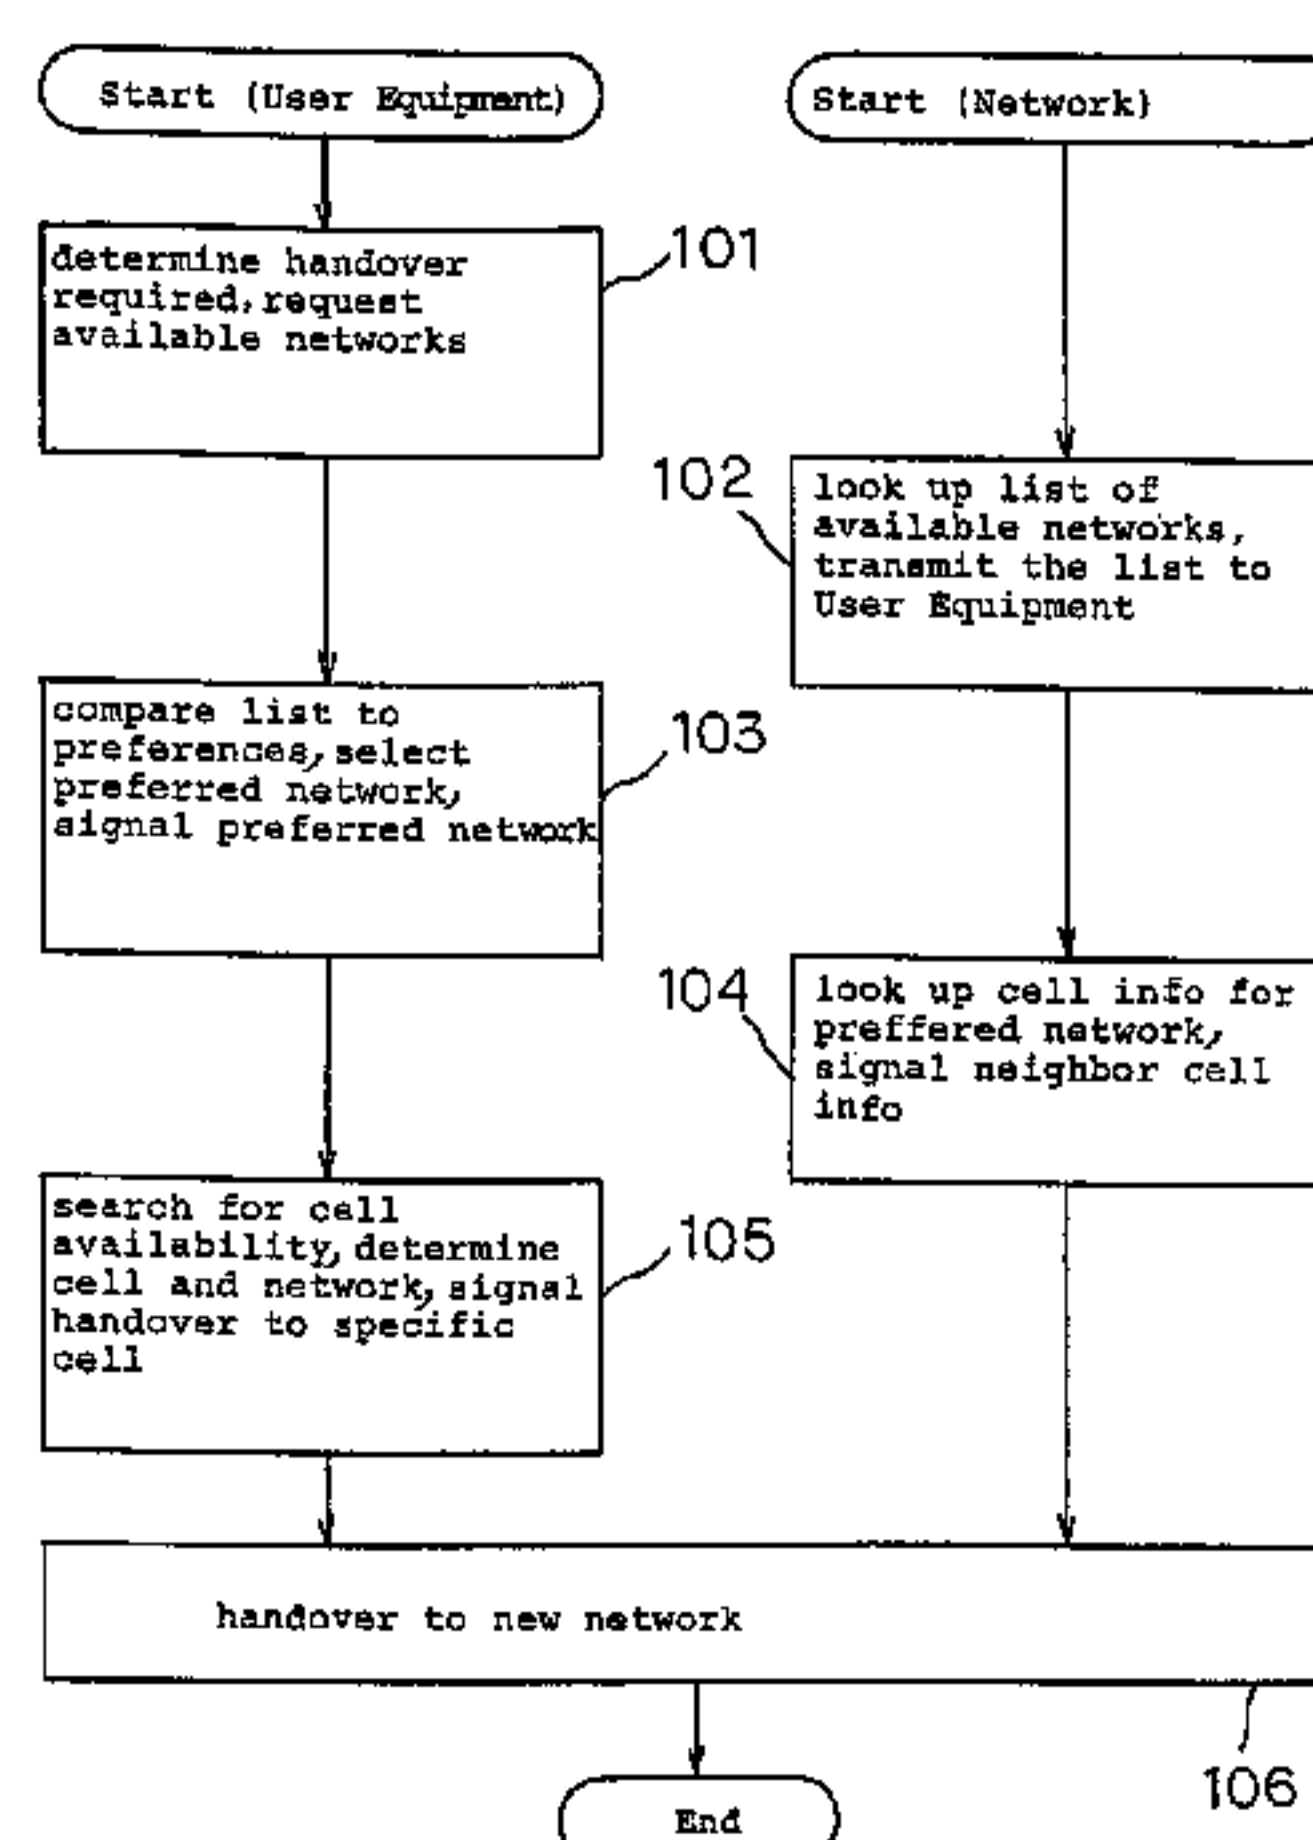 Start (User Equipment)
Start (Network)
101
determine handover
required, request
available networks
102
look up list of
available networks,
transmit the list to
User Equipment
103
compare list to
preferences, select
preferred network,
signal preferred network
104
look up cell info for
preffered network,
signal neighbor cell
info
105
search for cell
availability, determine
cell and network, signal
handover to specific
cell
handover to new network
106
End